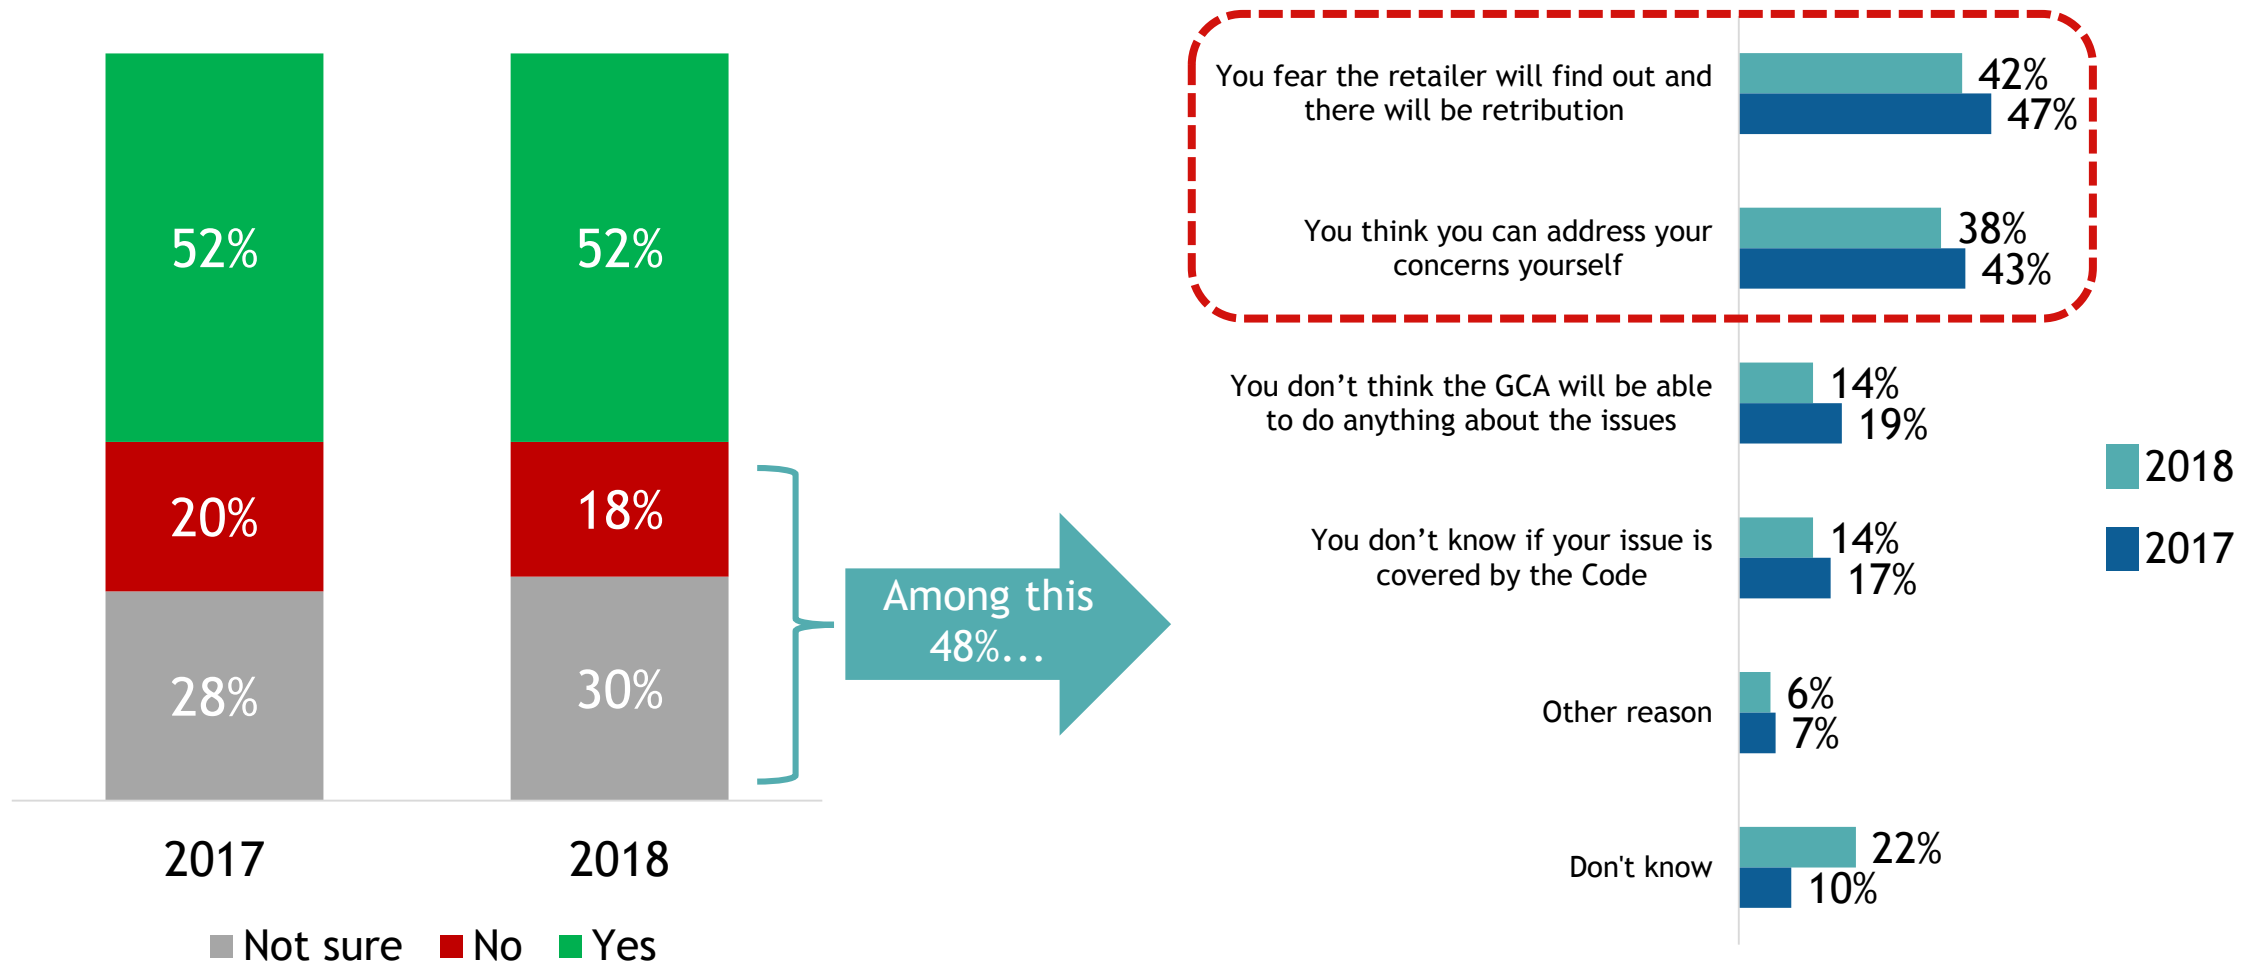 52%
20%
28%
2017
52%
18%
30%
2018
Not sure
No
Yes
Among this
48%...
You fear the retailer will find out and
there will be retribution
42%
47%
You think you can address your
concerns yourself
38%
43%
You don’t think the GCA will be able
to do anything about the issues
14%
19%
You don’t know if your issue is
covered by the Code
14%
17%
Other reason
6%
7%
Don't know
22%
10%
2018
2017